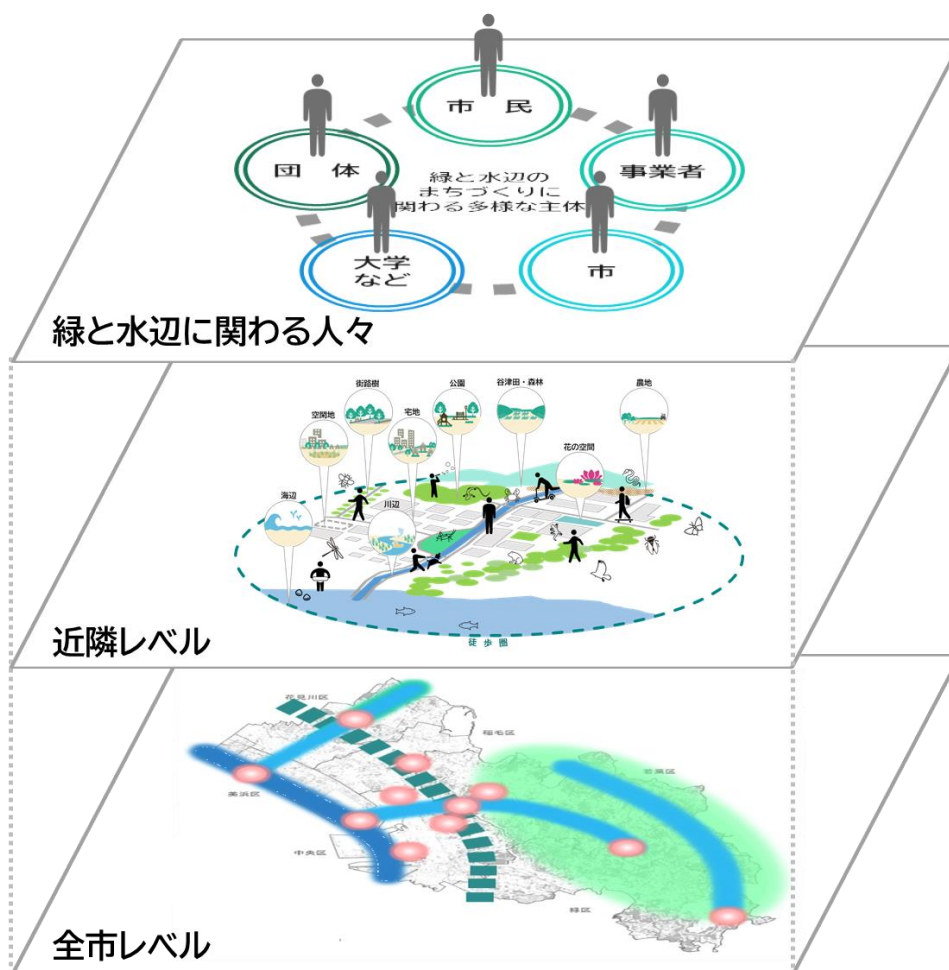 市　民
団　体
事業者
緑と水辺の
まちづくりに
関わる多様な主体
大学
など
市
緑と水辺に関わる人々
街路樹
公園
谷津田・森林
農地
空閑地
宅地
花の空間
海辺
川辺
徒歩圏
近隣レベル
花見川区
稲毛区
若葉区
美浜区
中央区
緑区
全市レベル